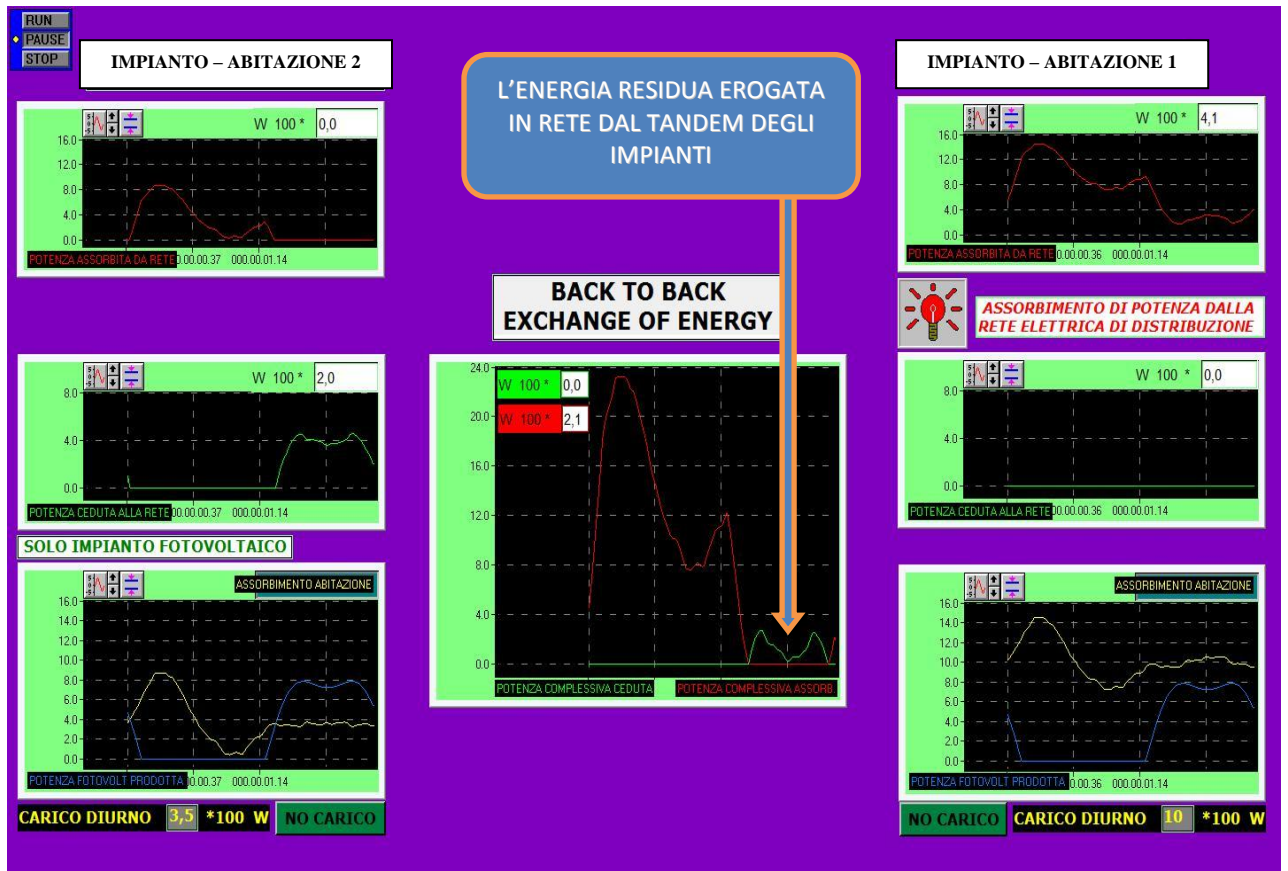 RUN
PAUSE
STOP
IMPIANTO – ABITAZIONE 2
W 100 * 0,0
16.0
12.0
8.0
4.0
0.0
POTENZA ASSORBITA DA RETE 0.00.00.37 000.00.01.14
W 100 * 2,0
8.0
4.0
0.0
POTENZA CEDUTA ALLA RETE 00.00.00.37 000.00.01.14
SOLO IMPIANTO FOTOVOLTAICO
ASSORBIMENTO ABITAZIONE
16.0
14.0
12.0
10.0
8.0
6.0
4.0
2.0
0.0
POTENZA FOTOVOLT PRODOTTA 0.00.37 000.00.01.14
CARICO DIURNO 3,5 *100 W NO CARICO
L’ENERGIA RESIDUA EROGATA
IN RETE DAL TANDEM DEGLI
IMPIANTI
BACK TO BACK
EXCHANGE OF ENERGY
24.0
W 100 * 0,0
W 100 * 2,1
20.0
16.0
12.0
8.0
4.0
0.0
POTENZA COMPLESSIVA CEDUTA POTENZA COMPLESSIVA ASSORB
IMPIANTO – ABITAZIONE 1
W 100 * 4,1
16.0
12.0
8.0
4.0
0.0
POTENZA ASSORBITA DA RETE 0.00.00.36 000.00.01.14
ASSORBIMENTO DI POTENZA DALLA
RETE ELETTRICA DI DISTRIBUZIONE
W 100 * 0,0
8.0
4.0
0.0
POTENZA CEDUTA ALLA RETE 00.00.00.36 000.00.01.14
ASSORBIMENTO ABITAZIONE
16.0
14.0
12.0
10.0
8.0
6.0
4.0
2.0
0.0
POTENZA FOTOVOLT PRODOTTA 0.00.36 000.00.01.14
NO CARICO CARICO DIURNO 10 *100 W